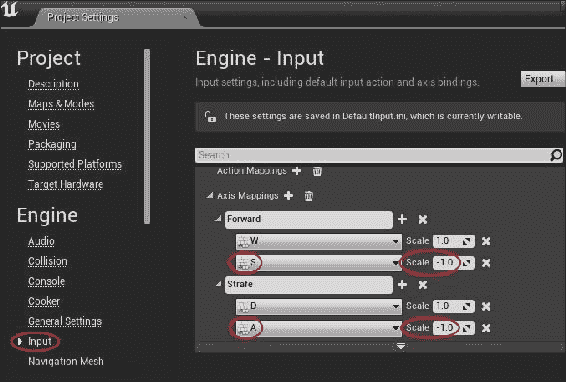 Project Settings
Project
Description
Maps & Modes
Movies
Packaging
Supported Platforms
Target Hardware
Engine
Audio
Collision
Console
Cooker
General Settings
Input
Navigation Mesh
Engine - Input
Input settings, including default input action and axis bindings.
Export...
These settings are saved in DefaultInput.ini, which is currently writable.
Search
Action Mappings
Axis Mappings
Forward
W Scale 1.0
S Scale -1.0
Strafe
D Scale 1.0
A Scale -1.0